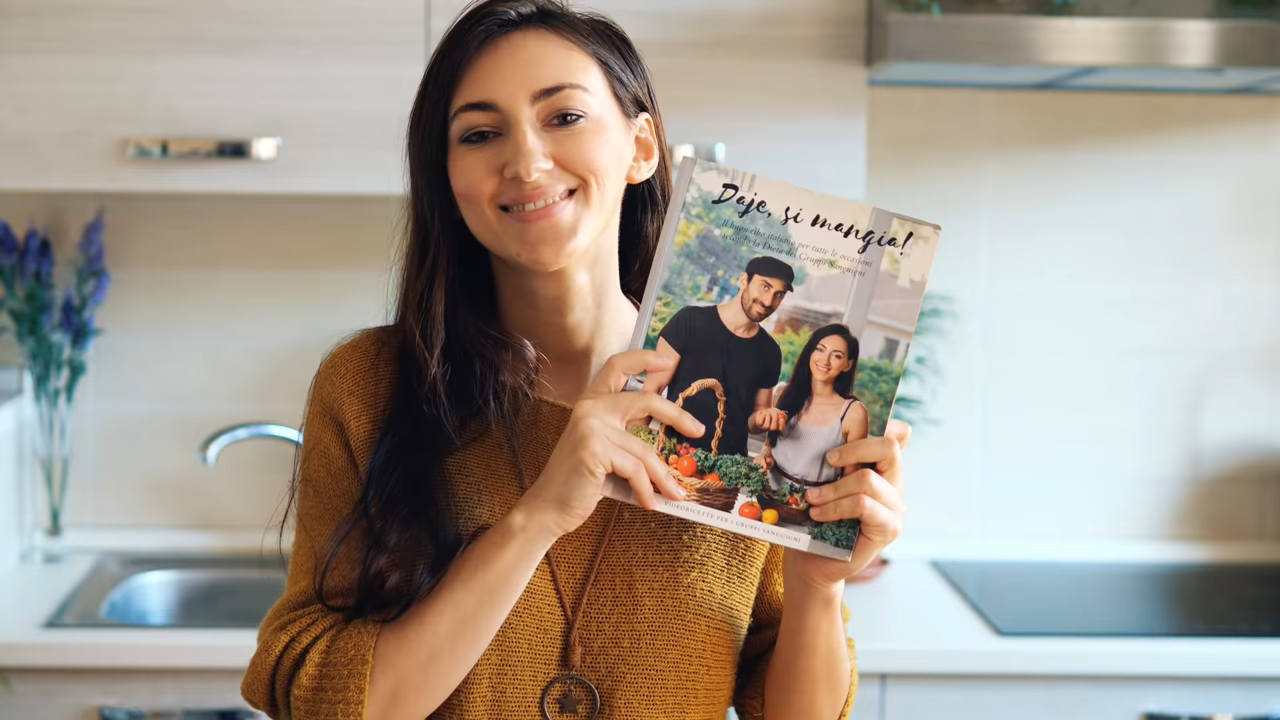 Daje, si mangia!
Il buon cibo italiano per tutte le occasioni
secondo la Dieta dei Gruppi Sanguigni
VIDEORICETTE PER I GRUPPI SANGUIGNI